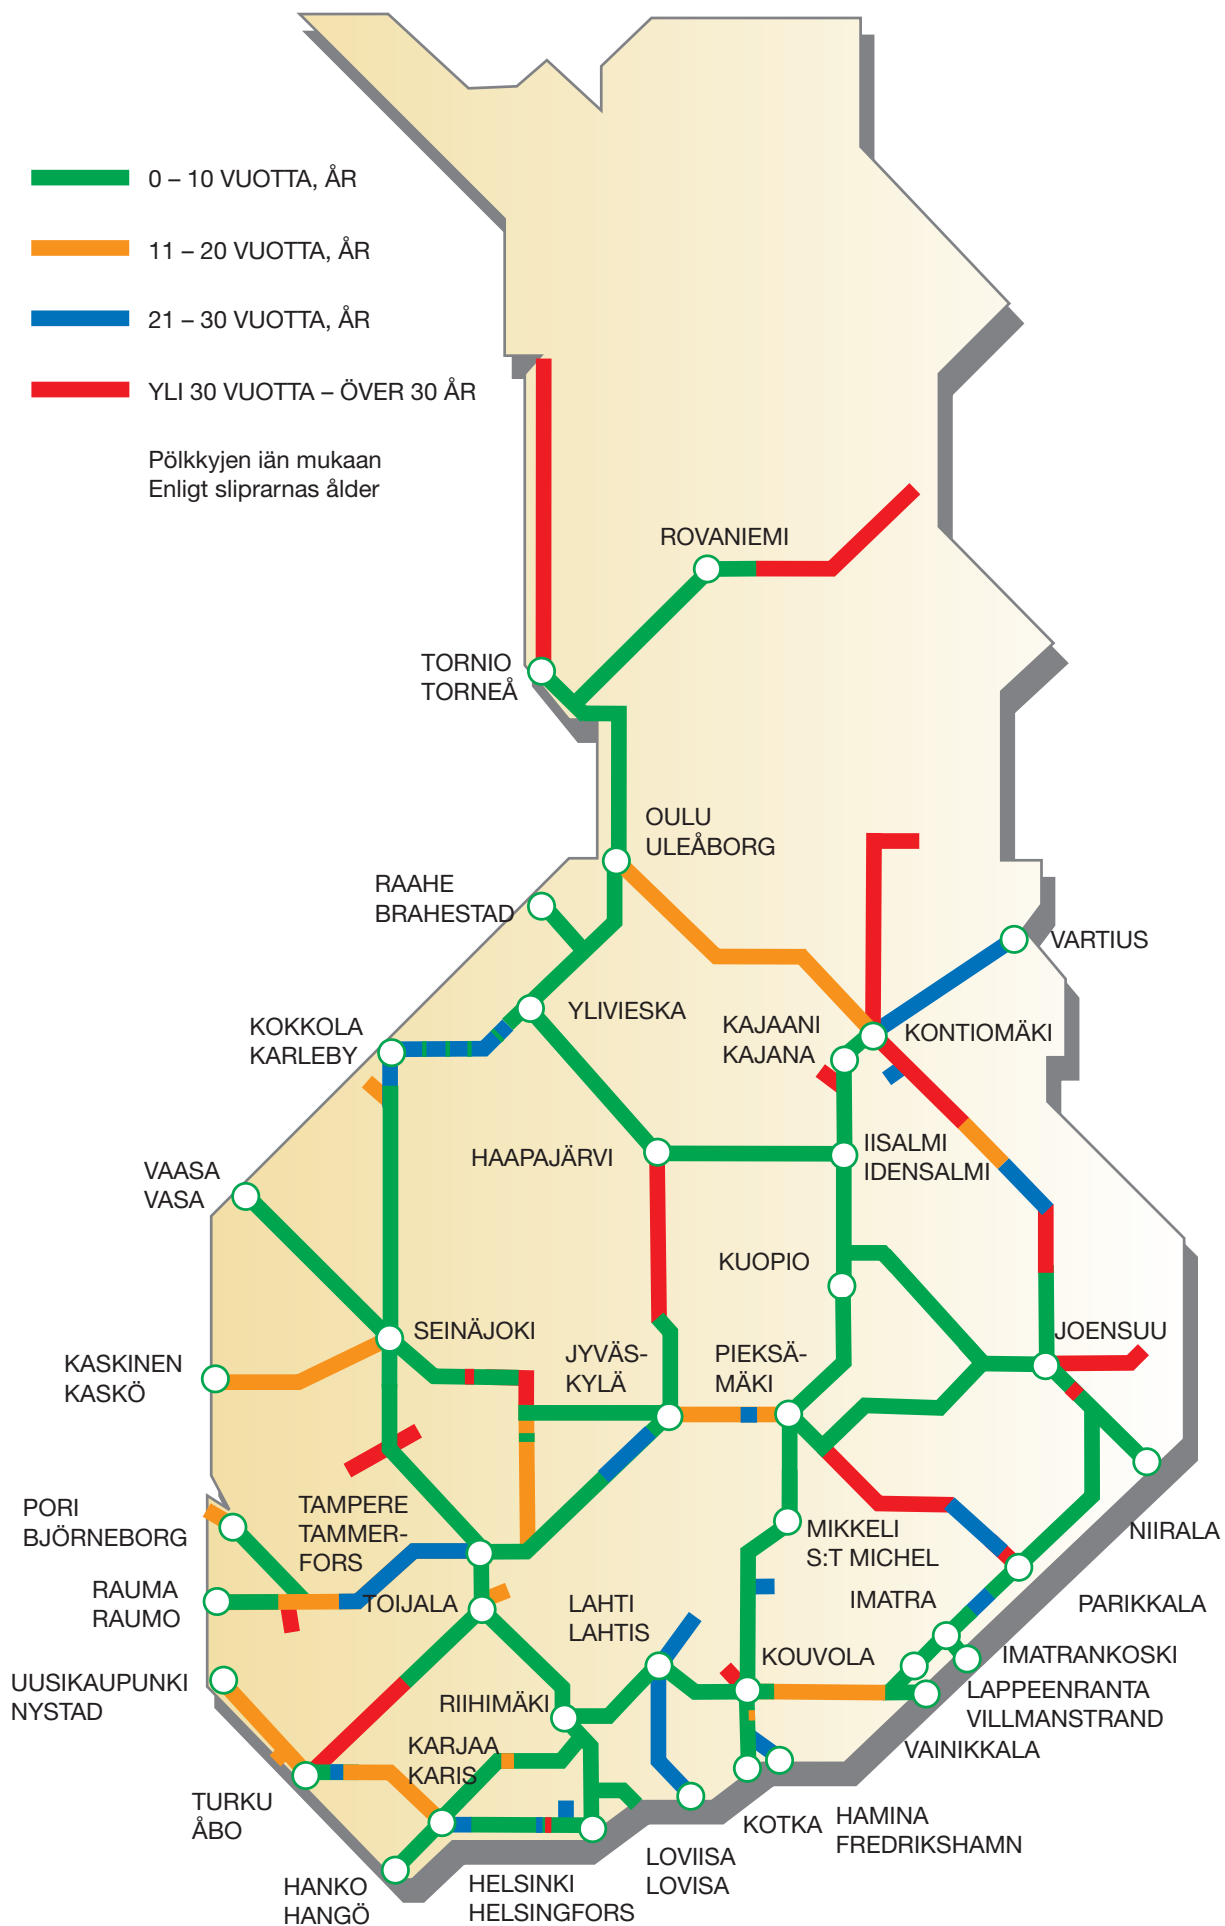 0 – 10 VUOTTA, ÅR
11 – 20 VUOTTA, ÅR
21 – 30 VUOTTA, ÅR
YLI 30 VUOTTA – ÖVER 30 ÅR
Pölkkyjen iän mukaan
Enligt sliprarnas ålder
ROVANIEMI
TORNIO
TORNEÅ
OULU
ULEÅBORG
RAAHE
BRAHESTAD
VARTIUS
YLIVIESKA
KOKKOLA
KARLEBY
KAJAANI
KAJANA
KONTIOMÄKI
HAAPAJÄRVI
IISALMI
IDENSALMI
VAASA
VASA
KUOPIO
SEINÄJOKI
JOENSUU
KASKINEN
KASKÖ
JYVÄS-
KYLÄ
PIEKSÄ-
MÄKI
PORI
BJÖRNEBORG
TAMPERE
TAMMER-
FORS
MIKKELI
S:T MICHEL
NIIRALA
RAUMA
RAUMO
TOIJALA
LAHTI
LAHTIS
IMATRA
PARIKKALA
KOUVOLA
IMATRANKOSKI
UUSIKAUPUNKI
NYSTAD
RIIHIMÄKI
LAPPEENRANTA
VILLMANSTRAND
KARJAA
KARIS
VAINIKKALA
TURKU
ÅBO
KOTKA
HAMINA
FREDRIKSHAMN
LOVIISA
LOVISA
HANKO
HANGÖ
HELSINKI
HELSINGFORS